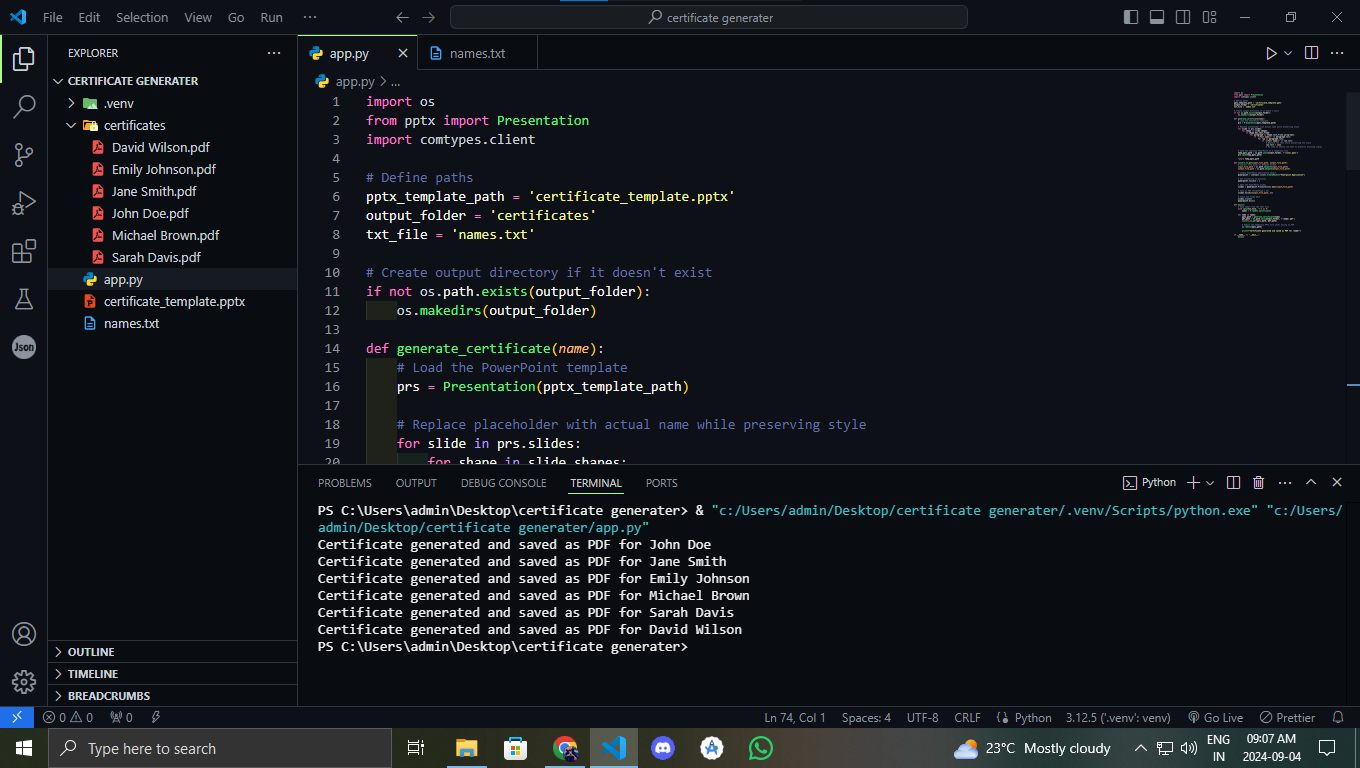 File Edit Selection View Go Run ···
certificate generater
EXPLORER ···
CERTIFICATE GENERATER
.venv
certificates
David Wilson.pdf
Emily Johnson.pdf
Jane Smith.pdf
John Doe.pdf
Michael Brown.pdf
Sarah Davis.pdf
app.py
certificate_template.pptx
names.txt
Json
OUTLINE
TIMELINE
BREADCRUMBS
app.py names.txt
app.py > ...
1 import os
2 from pptx import Presentation
3 import comtypes.client
4
5 # Define paths
6 pptx_template_path = 'certificate_template.pptx'
7 output_folder = 'certificates'
8 txt_file = 'names.txt'
9
10 # Create output directory if it doesn't exist
11 if not os.path.exists(output_folder):
12 os.makedirs(output_folder)
13
14 def generate_certificate(name):
15 # Load the PowerPoint template
16 prs = Presentation(pptx_template_path)
17
18 # Replace placeholder with actual name while preserving style
19 for slide in prs.slides:
20 for shape in slide.shapes:
PROBLEMS OUTPUT DEBUG CONSOLE TERMINAL PORTS Python
PS C:\Users\admin\Desktop\certificate generater> & "c:/Users/admin/Desktop/certificate generater/.venv/Scripts/python.exe" "c:/Users/
admin/Desktop/certificate generater/app.py"
Certificate generated and saved as PDF for John Doe
Certificate generated and saved as PDF for Jane Smith
Certificate generated and saved as PDF for Emily Johnson
Certificate generated and saved as PDF for Michael Brown
Certificate generated and saved as PDF for Sarah Davis
Certificate generated and saved as PDF for David Wilson
PS C:\Users\admin\Desktop\certificate generater>
0 0 0 Ln 74, Col 1 Spaces: 4 UTF-8 CRLF Python 3.12.5 ('.venv': venv) Go Live Prettier
Type here to search
23°C Mostly cloudy
ENG
IN
09:07 AM
2024-09-04